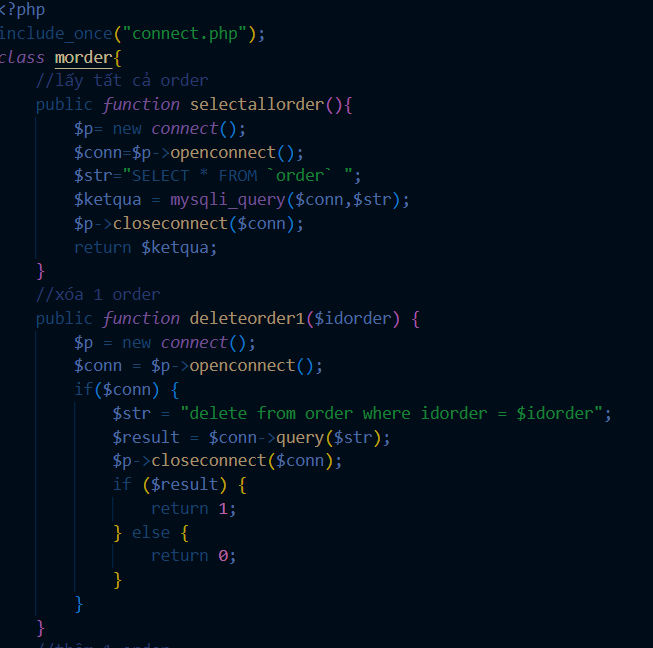 <?php
include_once("connect.php");
class morder{
//lấy tất cả order
public function selectallorder(){
$p= new connect();
$conn=$p->openconnect();
$str="SELECT * FROM `order` ";
$ketqua = mysqli_query($conn,$str);
$p->closeconnect($conn);
return $ketqua;
}
//xóa 1 order
public function deleteorder1($idorder) {
$p = new connect();
$conn = $p->openconnect();
if($conn) {
$str = "delete from order where idorder = $idorder";
$result = $conn->query($str);
$p->closeconnect($conn);
if ($result) {
return 1;
} else {
return 0;
}
}
}
//thêm 1 order